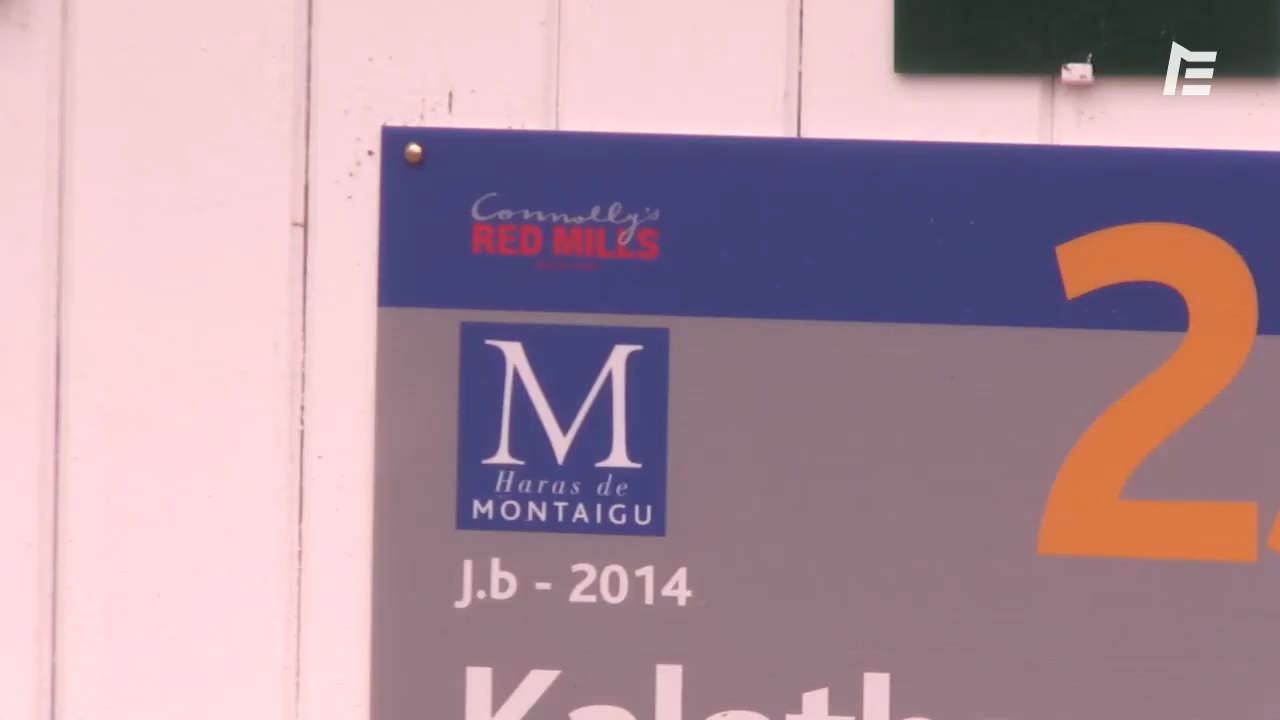 Connolly's
RED MILLS
2
M
Haras de
MONTAIGU
J.b - 2014